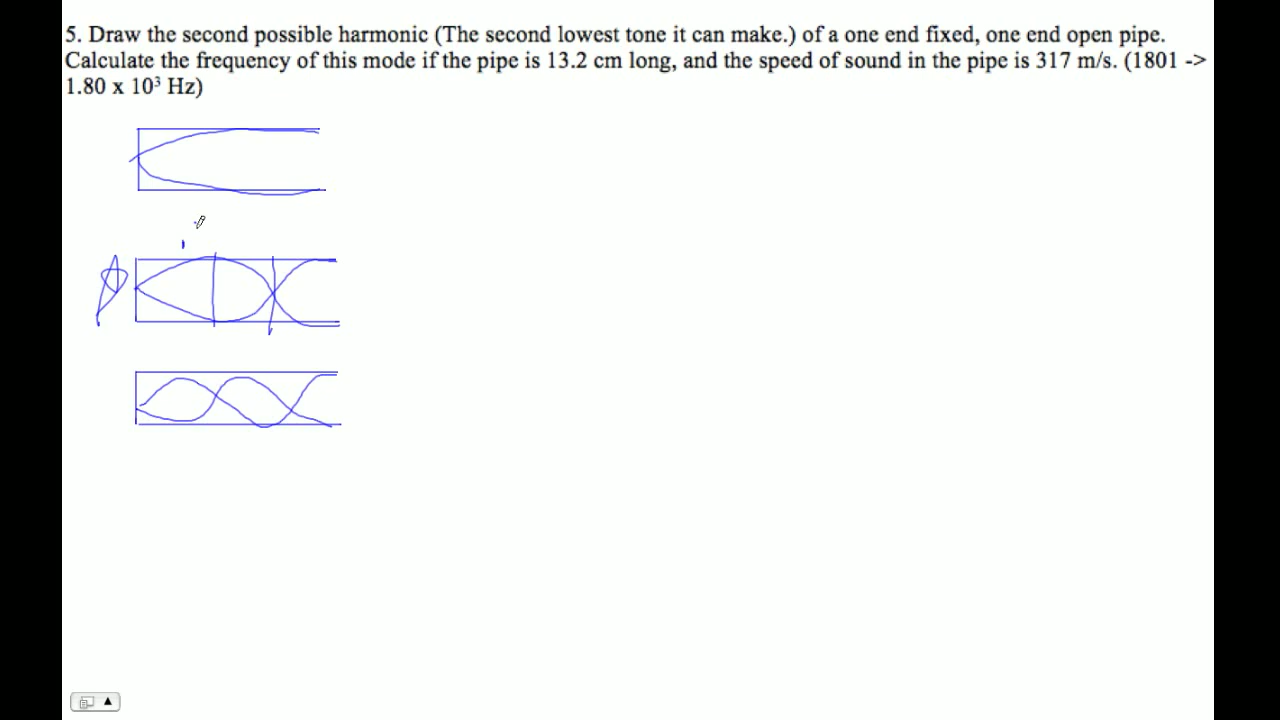 5. Draw the second possible harmonic (The second lowest tone it can make.) of a one end fixed, one end open pipe.
Calculate the frequency of this mode if the pipe is 13.2 cm long, and the speed of sound in the pipe is 317 m/s. (1801 ->
1.80 x 10³ Hz)